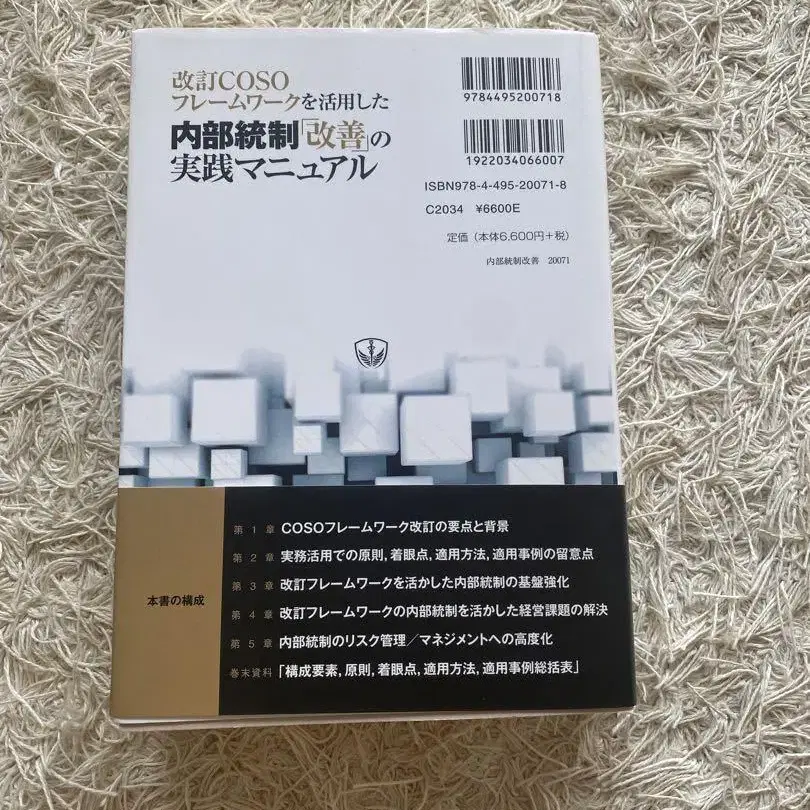 改訂COSO
フレームワークを活用した
内部統制「改善」の
実践マニュアル
9784495200718
1922034066007
ISBN978-4-495-20071-8
C2034 ¥6600E
定価（本体6,600円+税）
内部統制改善 20071
本書の構成
第1章 COSOフレームワーク改訂の要点と背景
第2章 実務活用での原則,着眼点,適用方法,適用事例の留意点
第3章 改訂フレームワークを活かした内部統制の基盤強化
第4章 改訂フレームワークの内部統制を活かした経営課題の解決
第5章 内部統制のリスク管理／マネジメントへの高度化
巻末資料「構成要素,原則,着眼点,適用方法,適用事例総括表」